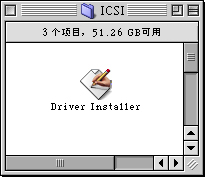 ICSI
3 个项目，51.26 GB可用
Driver Installer